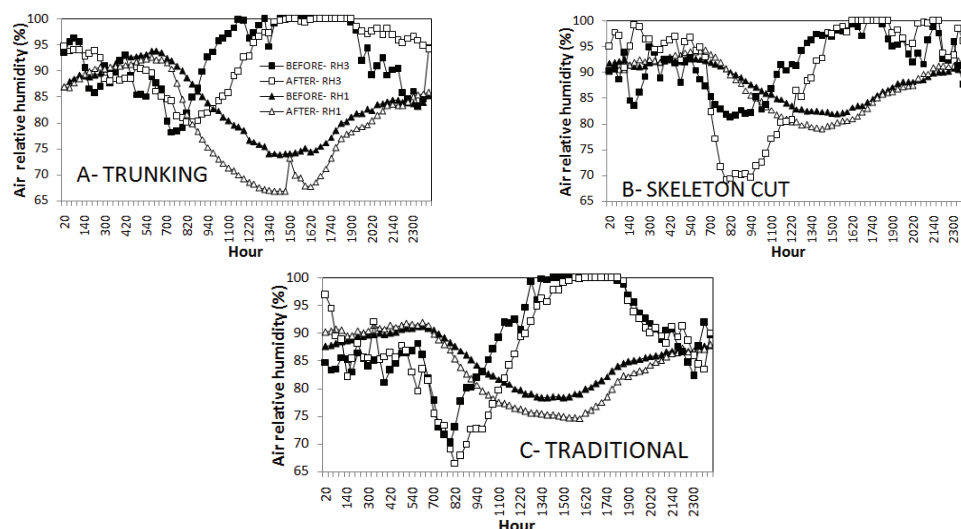 Air relative humidity (%)
100
95
90
85
80
75
70
65
BEFORE- RH3
AFTER- RH3
BEFORE- RH1
AFTER- RH1
A- TRUNKING
20 140 300 420 540 700 820 940 1100 1220 1340 1500 1620 1740 1900 2020 2140 2300
Hour
Air relative humidity (%)
100
95
90
85
80
75
70
65
B- SKELETON CUT
20 140 300 420 540 700 820 940 1100 1220 1340 1500 1620 1740 1900 2020 2140 2300
Hour
Air relative humidity (%)
100
95
90
85
80
75
70
65
C- TRADITIONAL
20 140 300 420 540 700 820 940 1100 1220 1340 1500 1620 1740 1900 2020 2140 2300
Hour